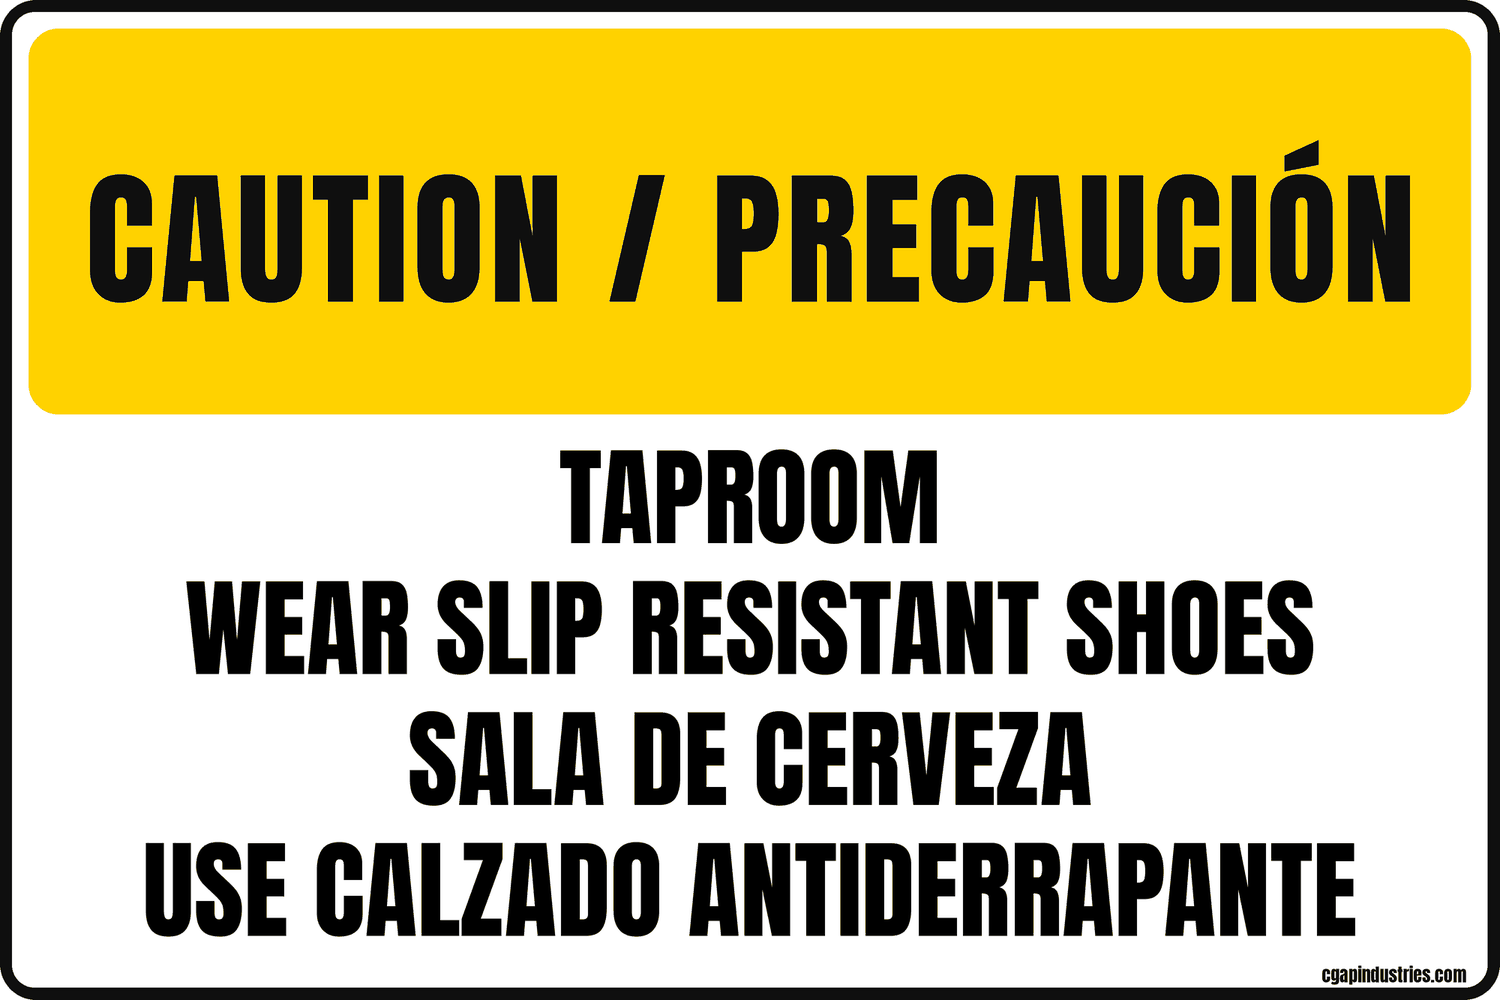 CAUTION / PRECAUCIÓN
TAPROOM
WEAR SLIP RESISTANT SHOES
SALA DE CERVEZA
USE CALZADO ANTIDERRAPANTE
cgapindustries.com